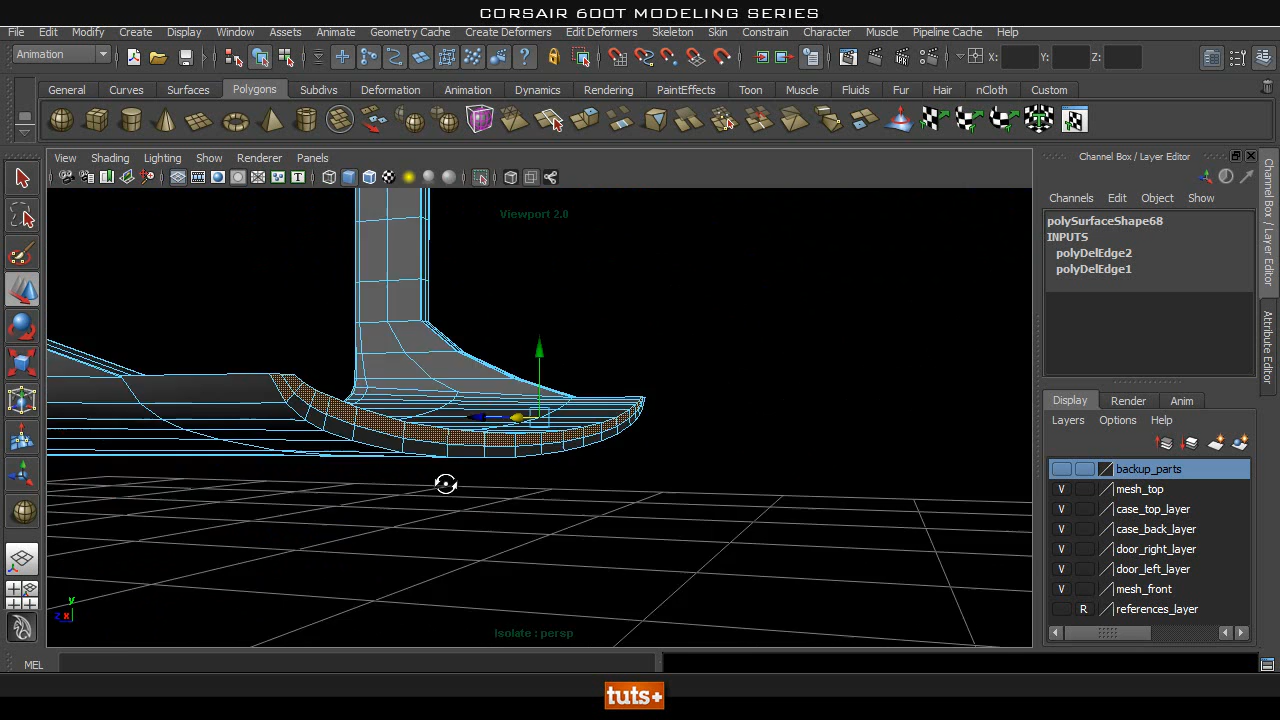 CORSAIR 600T MODELING SERIES
File Edit Modify Create Display Window Assets Animate Geometry Cache Create Deformers Edit Deformers Skeleton Skin Constrain Character Muscle Pipeline Cache Help
Animation X: Y: Z:
General Curves Surfaces Polygons Subdivs Deformation Animation Dynamics Rendering PaintEffects Toon Muscle Fluids Fur Hair nCloth Custom
View Shading Lighting Show Renderer Panels
Viewport 2.0
Isolate : persp
y
z x
Channel Box / Layer Editor
Channels Edit Object Show
polySurfaceShape68
INPUTS
polyDelEdge2
polyDelEdge1
Display Render Anim
Layers Options Help
backup_parts
V mesh_top
V case_top_layer
V case_back_layer
V door_right_layer
V door_left_layer
V mesh_front
R references_layer
Channel Box / Layer Editor
Attribute Editor
MEL
tuts+